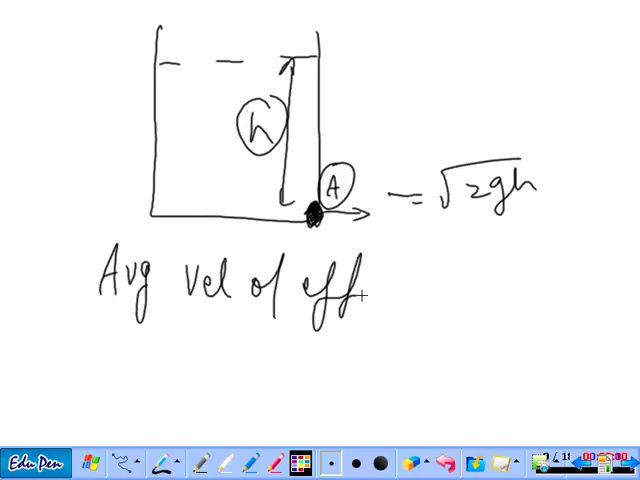 h
A
= √2gh
Avg vel of eff
Edu Pen